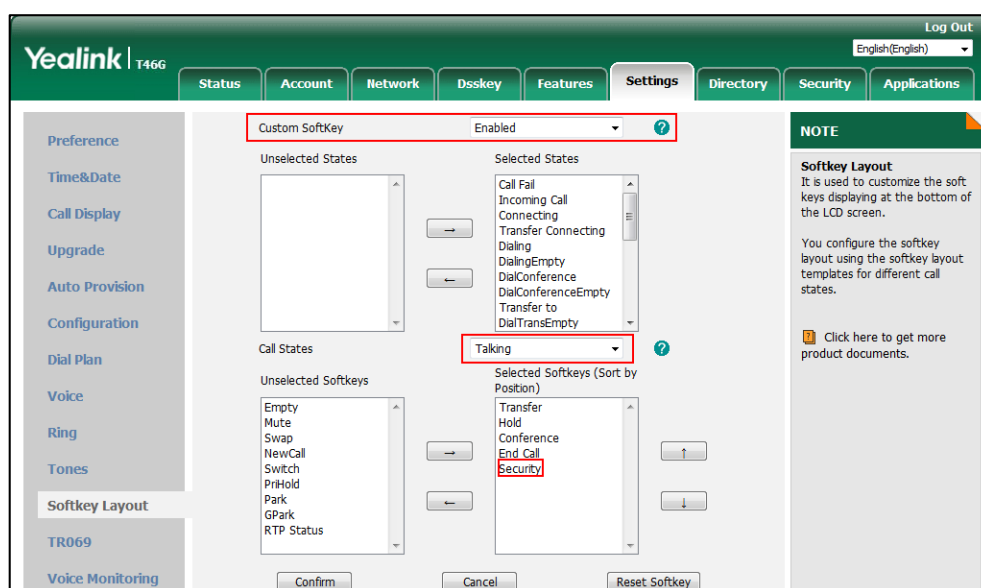 Log Out
Yealink | T46G
English(English)
Status Account Network Dsskey Features Settings Directory Security Applications
Preference
Time&Date
Call Display
Upgrade
Auto Provision
Configuration
Dial Plan
Voice
Ring
Tones
Softkey Layout
TR069
Voice Monitoring
Custom SoftKey Enabled ?
Unselected States Selected States
Call Fail
Incoming Call
Connecting
Transfer Connecting
Dialing
DialingEmpty
DialConference
DialConferenceEmpty
Transfer to
DialTransEmpty
→
←
Call States Talking ?
Unselected Softkeys
Selected Softkeys (Sort by
Position)
Empty
Mute
Swap
NewCall
Switch
PriHold
Park
GPark
RTP Status
→
←
Transfer
Hold
Conference
End Call
Security
↑
↓
Confirm Cancel Reset Softkey
NOTE
Softkey Layout
It is used to customize the soft
keys displaying at the bottom of
the LCD screen.
You configure the softkey
layout using the softkey layout
templates for different call
states.
? Click here to get more
product documents.